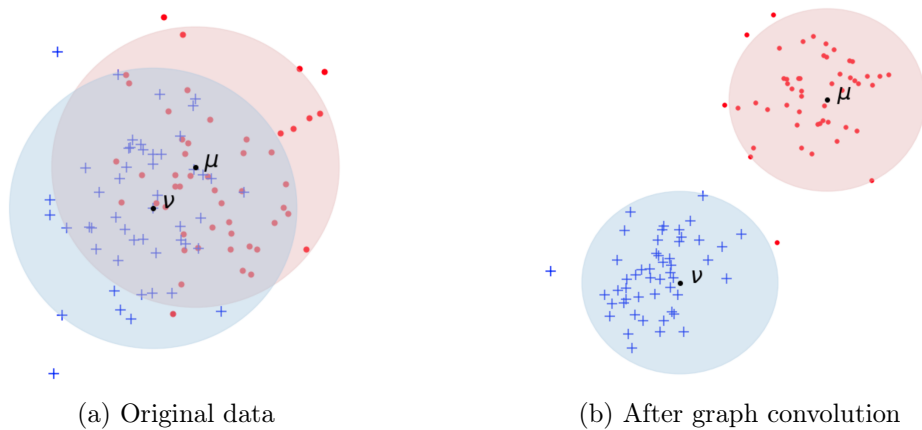 μ
ν
μ
ν
(a) Original data
(b) After graph convolution